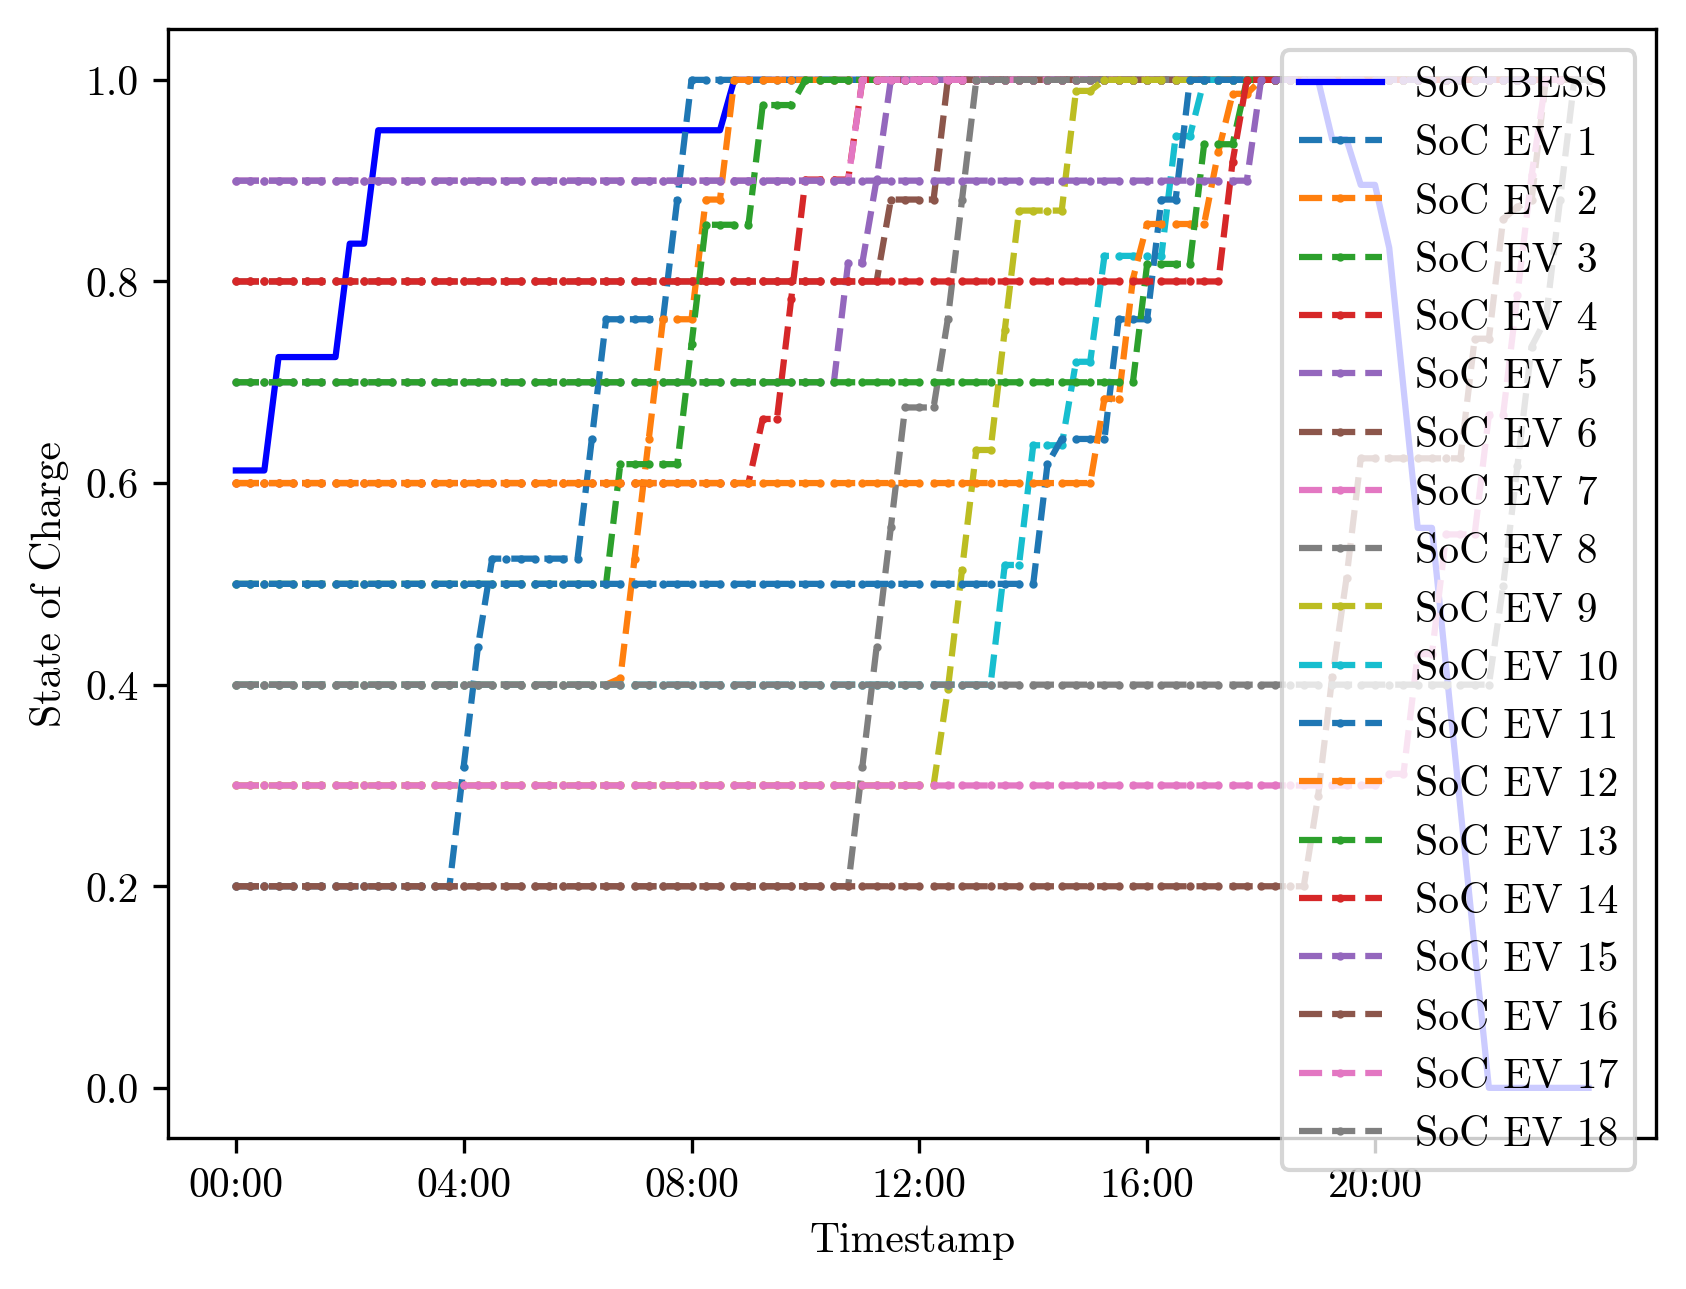 1.0
0.8
0.6
0.4
0.2
0.0
State of Charge
00:00
04:00
08:00
12:00
16:00
20:00
Timestamp
SoC BESS
SoC EV 1
SoC EV 2
SoC EV 3
SoC EV 4
SoC EV 5
SoC EV 6
SoC EV 7
SoC EV 8
SoC EV 9
SoC EV 10
SoC EV 11
SoC EV 12
SoC EV 13
SoC EV 14
SoC EV 15
SoC EV 16
SoC EV 17
SoC EV 18